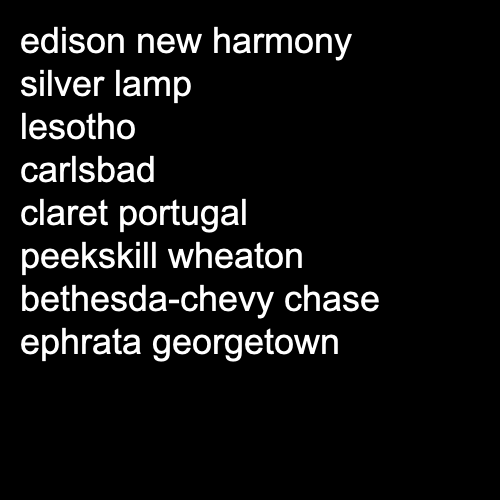 edison new harmony
silver lamp
lesotho
carlsbad
claret portugal
peekskill wheaton
bethesda-chevy chase
ephrata georgetown